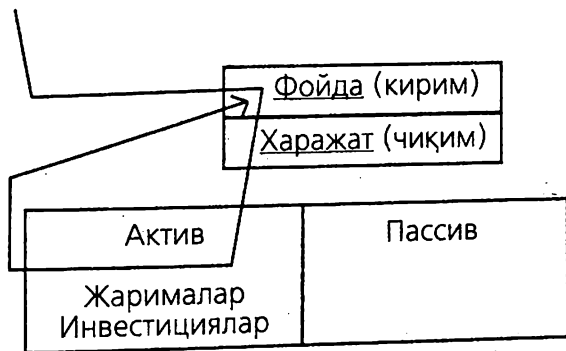 Фойда (кирим)
Харажат (чиқим)
Актив
Пассив
Жарималар
Инвестициялар